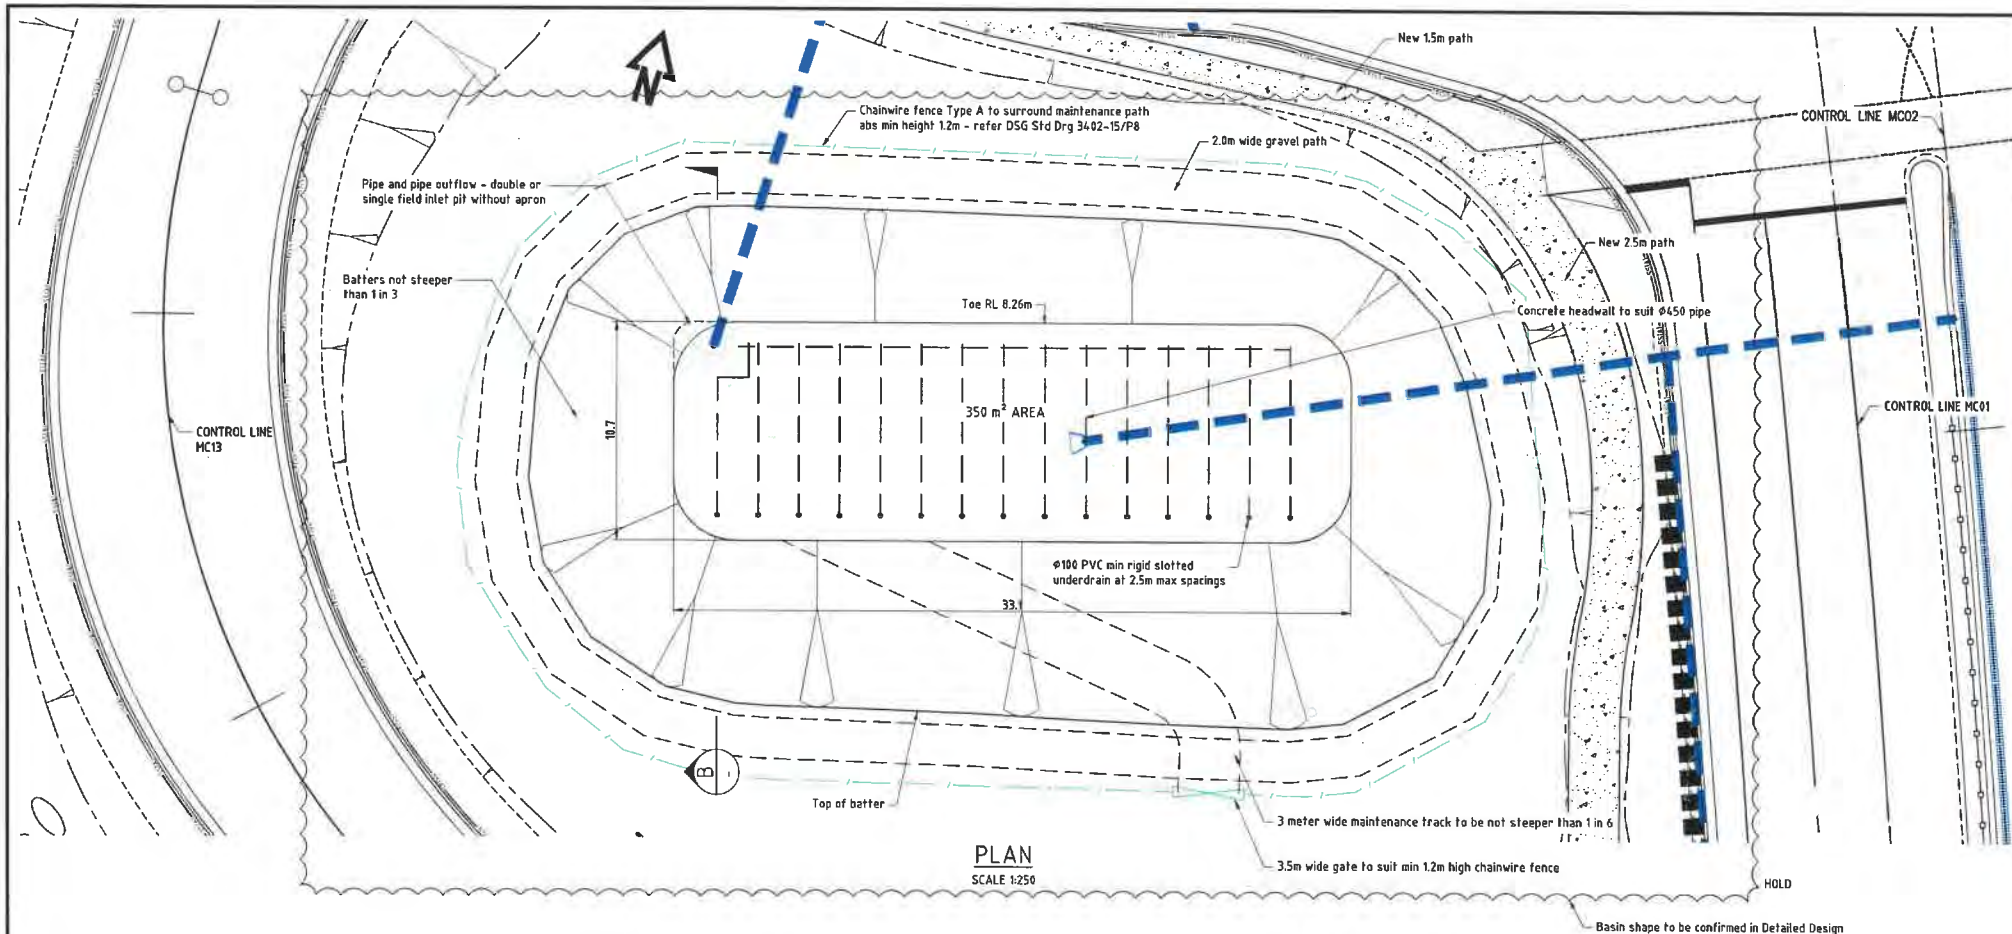 New 1.5m path
N
Chainwire fence Type A to surround maintenance path
abs min height 1.2m - refer DSG Std Drg 3402-15/P8
CONTROL LINE MC02
2.0m wide gravel path
Pipe and pipe outflow - double or
single field inlet pit without apron
New 2.5m path
Batters not steeper
than 1 in 3
Toe RL 8.26m
Concrete headwall to suit Φ450 pipe
350 m² AREA
CONTROL LINE MC01
10.7
CONTROL LINE
MC13
Φ100 PVC min rigid slotted
underdrain at 2.5m max spacings
33.1
B
-
Top of batter
3 meter wide maintenance track to be not steeper than 1 in 6
PLAN
SCALE 1:250
3.5m wide gate to suit min 1.2m high chainwire fence
HOLD
Basin shape to be confirmed in Detailed Design